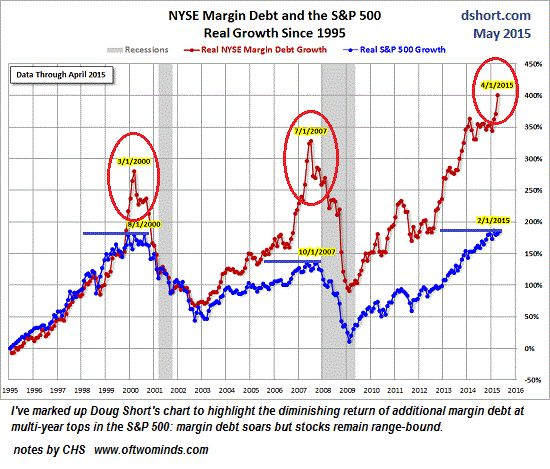 NYSE Margin Debt and the S&P 500
Real Growth Since 1995
dshort.com
May 2015
Recessions Real NYSE Margin Debt Growth Real S&P 500 Growth
Data Through April 2015
4/1/2015
7/1/2007
3/1/2000
8/1/2000
10/1/2007
2/1/2015
450%
400%
350%
300%
250%
200%
150%
100%
50%
0%
-50%
1995 1996 1997 1998 1999 2000 2001 2002 2003 2004 2005 2006 2007 2008 2009 2010 2011 2012 2013 2014 2015 2016
I've marked up Doug Short's chart to highlight the diminishing return of additional margin debt at
multi-year tops in the S&P 500: margin debt soars but stocks remain range-bound.
notes by CHS www.oftwominds.com